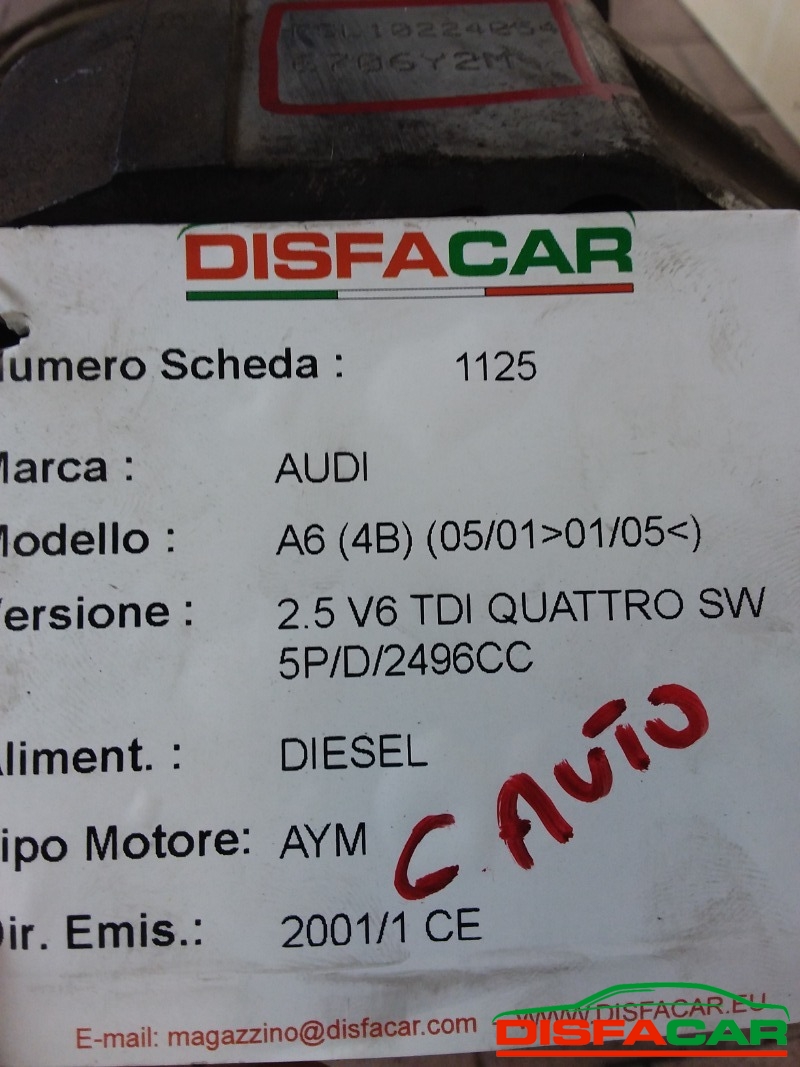 10224054
DISFACAR
umero Scheda : 1125
arca : AUDI
odello : A6 (4B) (05/01>01/05<)
ersione : 2.5 V6 TDI QUATTRO SW
5P/D/2496CC
liment. : DIESEL
ipo Motore: AYM
C AUTO
ir. Emis.: 2001/1 CE
WWW.DISFACAR.EU
E-mail: magazzino@disfacar.com
DISFACAR